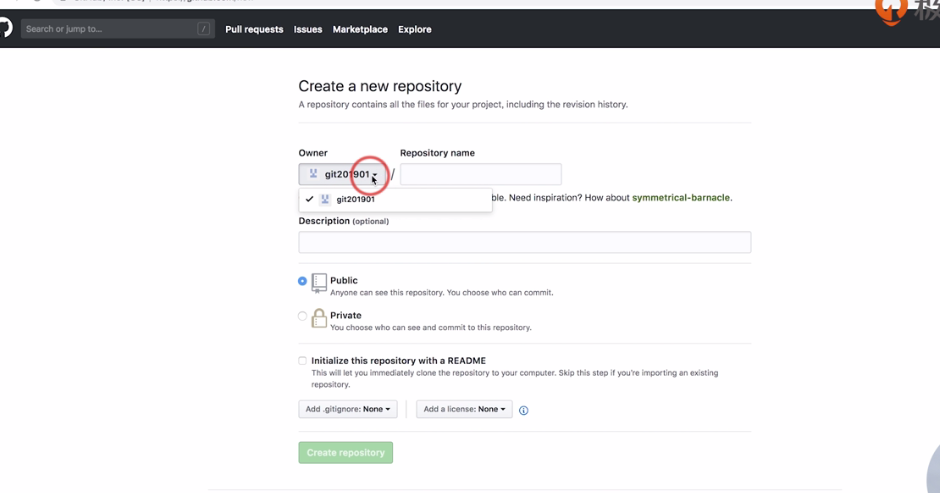 Search or jump to...
/
Pull requests
Issues
Marketplace
Explore
Create a new repository
A repository contains all the files for your project, including the revision history.
Owner
Repository name
git201901
/
git201901
ble. Need inspiration? How about symmetrical-barnacle.
Description (optional)
Public
Anyone can see this repository. You choose who can commit.
Private
You choose who can see and commit to this repository.
Initialize this repository with a README
This will let you immediately clone the repository to your computer. Skip this step if you're importing an existing
repository.
Add .gitignore: None
Add a license: None
Create repository